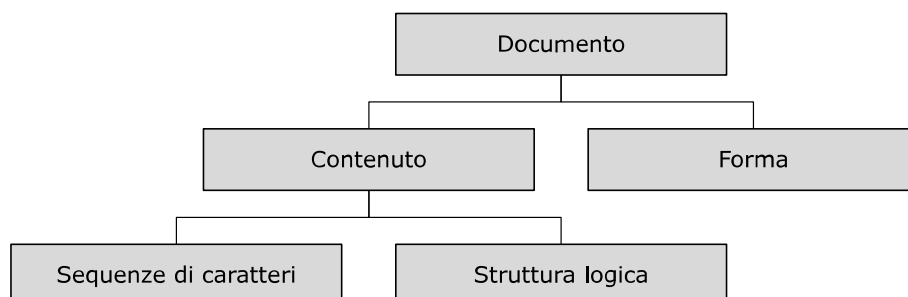 Documento
Contenuto
Forma
Sequenze di caratteri
Struttura logica